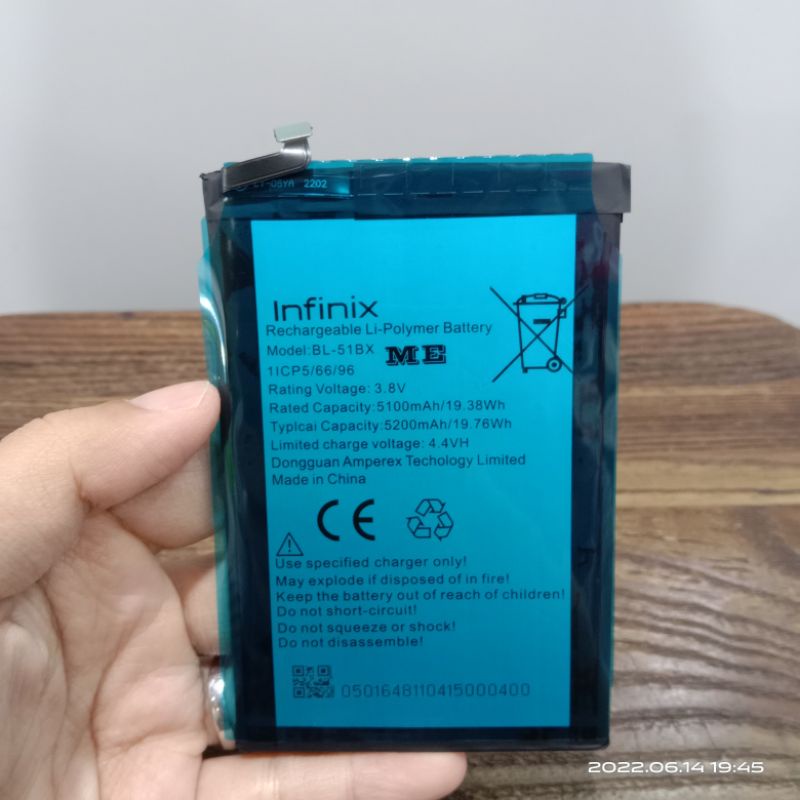 2202
Infinix
Rechargeable Li-Polymer Battery
Model:BL-51BX ME
1ICP5/66/96
Rating Voltage: 3.8V
Rated Capacity:5100mAh/19.38Wh
Typlcai Capacity:5200mAh/19.76Wh
Limited charge voltage: 4.4VH
Dongguan Amperex Techology Limited
Made in China
CE
Use specified charger only!
May explode if disposed of in fire!
Keep the battery out of reach of children!
Do not short-circuit!
Do not squeeze or shock!
Do not disassemble!
0501648110415000400
2022.06.14 19:45